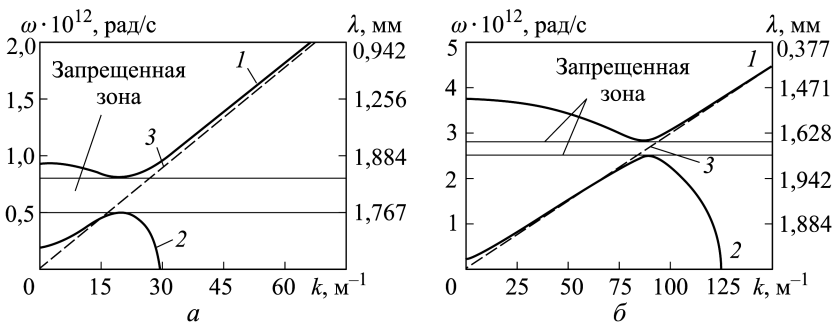 ω · 10¹², рад/с
λ, мм
2,0
1,5
1,0
0,5
0
15
30
45
60
k, м⁻¹
0,942
1,256
1,884
1,767
Запрещенная
зона
1
2
3
а
ω · 10¹², рад/с
λ, мм
5
4
3
2
1
0
25
50
75
100
125
k, м⁻¹
0,377
1,471
1,628
1,942
1,884
Запрещенная
зона
1
2
3
б